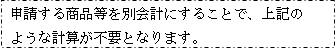 申請する商品等を別会計にすることで、上記の
ような計算が不要となります。